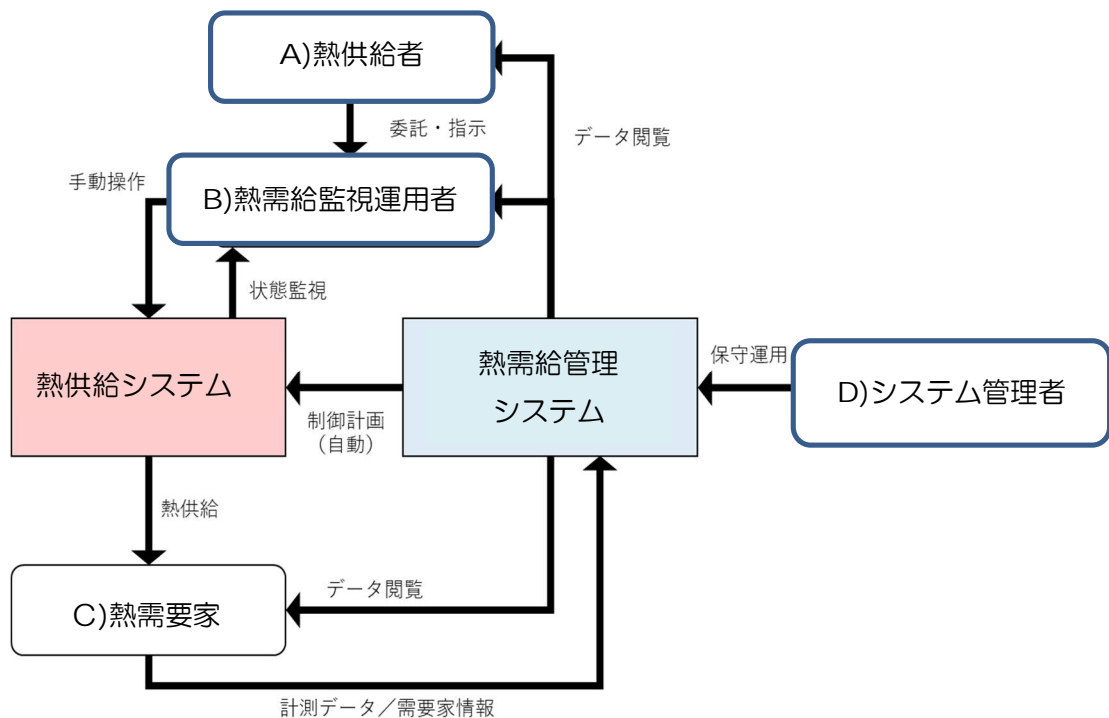 A)熱供給者
委託・指示
データ閲覧
手動操作
B)熱需給監視運用者
状態監視
熱供給システム
熱需給管理
システム
保守運用
D)システム管理者
制御計画
(自動)
熱供給
C)熱需要家
データ閲覧
計測データ/需要家情報